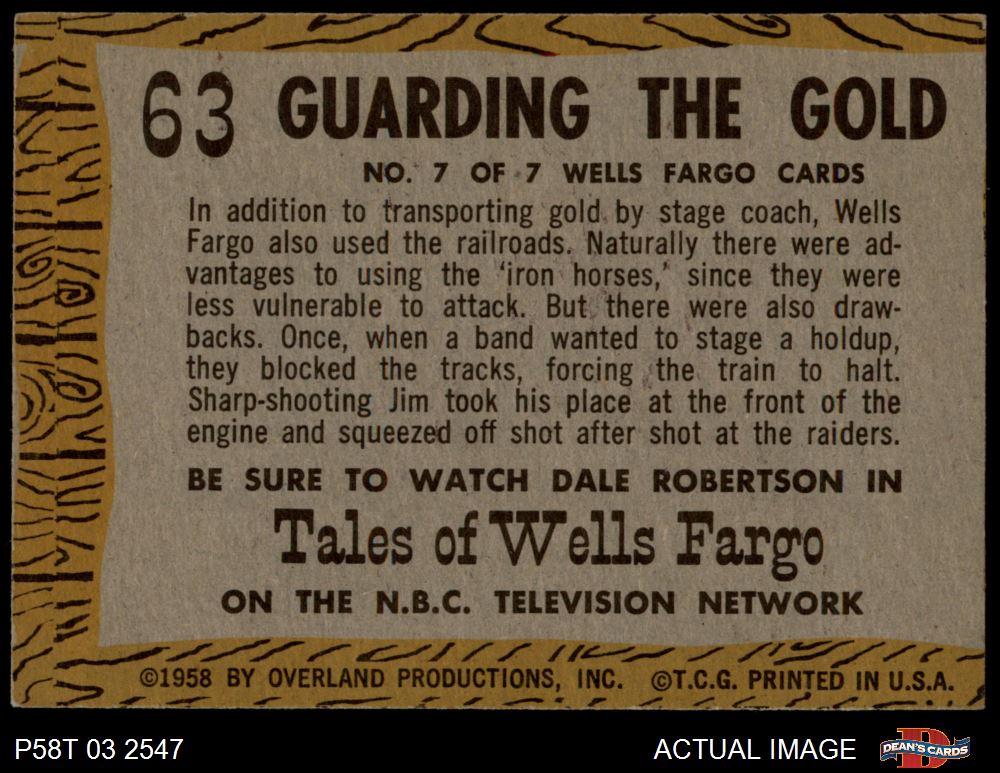 63 GUARDING THE GOLD
NO. 7 OF 7 WELLS FARGO CARDS
In addition to transporting gold by stage coach, Wells
Fargo also used the railroads. Naturally there were ad-
vantages to using the 'iron horses,' since they were
less vulnerable to attack. But there were also draw-
backs. Once, when a band wanted to stage a holdup,
they blocked the tracks, forcing the train to halt.
Sharp-shooting Jim took his place at the front of the
engine and squeezed off shot after shot at the raiders.
BE SURE TO WATCH DALE ROBERTSON IN
Tales of Wells Fargo
ON THE N.B.C. TELEVISION NETWORK
©1958 BY OVERLAND PRODUCTIONS, INC. ©T.C.G. PRINTED IN U.S.A.
P58T 03 2547 ACTUAL IMAGE DEAN'S CARDS